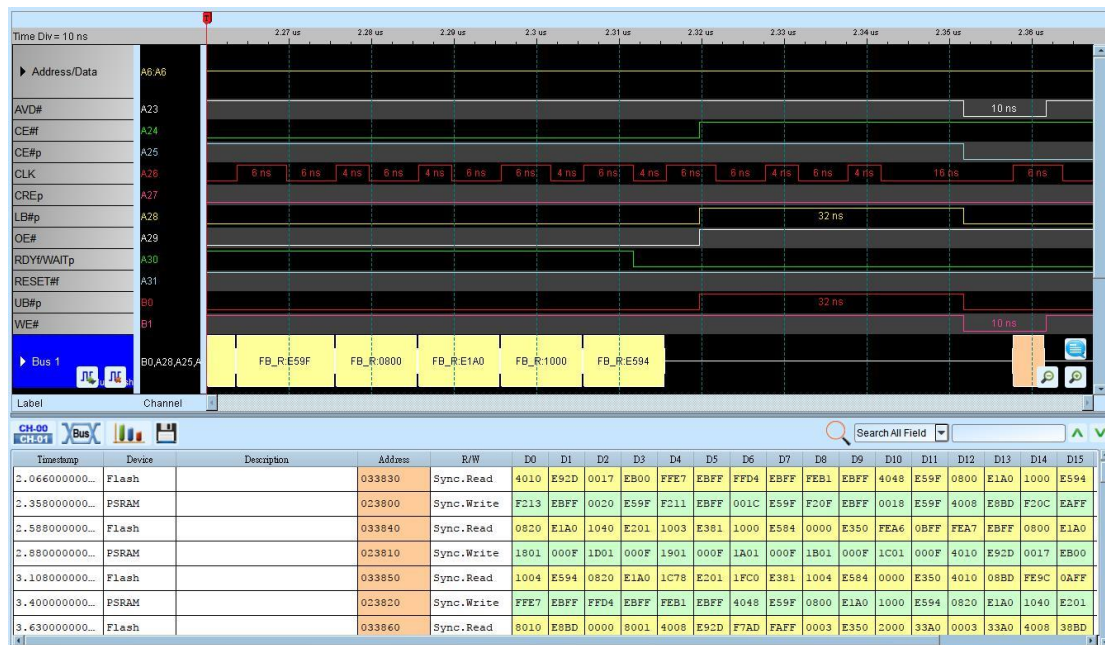 Time Div = 10 ns 2.27 us 2.28 us 2.29 us 2.3 us 2.31 us 2.32 us 2.33 us 2.34 us 2.35 us 2.36 us
Address/Data A6:A6
AVD# A23 10 ns
CE#f A24
CE#p A25
CLK A26 6 ns 6 ns 4 ns 6 ns 4 ns 6 ns 6 ns 4 ns 6 ns 4 ns 6 ns 6 ns 4 ns 6 ns 4 ns 16 ns 6 ns
CREp A27
LB#p A28 32 ns
OE# A29
RDYf/WAITp A30
RESET#f A31
UB#p B0 32 ns
WE# B1 10 ns
Bus 1 B0,A28,A25,A FB_R:E59F FB_R:0800 FB_R:E1A0 FB_R:1000 FB_R:E594
Label Channel
CH-00
CH-01 Bus Search All Field
Timestamp Device Description Address R/W D0 D1 D2 D3 D4 D5 D6 D7 D8 D9 D10 D11 D12 D13 D14 D15
2.066000000... Flash 033830 Sync.Read 4010 E92D 0017 EB00 FFE7 EBFF FFD4 EBFF FEB1 EBFF 4048 E59F 0800 E1A0 1000 E594
2.358000000... PSRAM 023800 Sync.Write F213 EBFF 0020 E59F F211 EBFF 001C E59F F20F EBFF 0018 E59F 4008 E8BD F20C EAFF
2.588000000... Flash 033840 Sync.Read 0820 E1A0 1040 E201 1003 E381 1000 E584 0000 E350 FEA6 0BFF FEA7 EBFF 0800 E1A0
2.880000000... PSRAM 023810 Sync.Write 1801 000F 1D01 000F 1901 000F 1A01 000F 1B01 000F 1C01 000F 4010 E92D 0017 EB00
3.108000000... Flash 033850 Sync.Read 1004 E594 0820 E1A0 1C78 E201 1FC0 E381 1004 E584 0000 E350 4010 08BD FE9C 0AFF
3.400000000... PSRAM 023820 Sync.Write FFE7 EBFF FFD4 EBFF FEB1 EBFF 4048 E59F 0800 E1A0 1000 E594 0820 E1A0 1040 E201
3.630000000... Flash 033860 Sync.Read 8010 E8BD 0000 8001 4008 E92D F7AD FAFF 0003 E350 2000 33A0 0003 33A0 4008 38BD